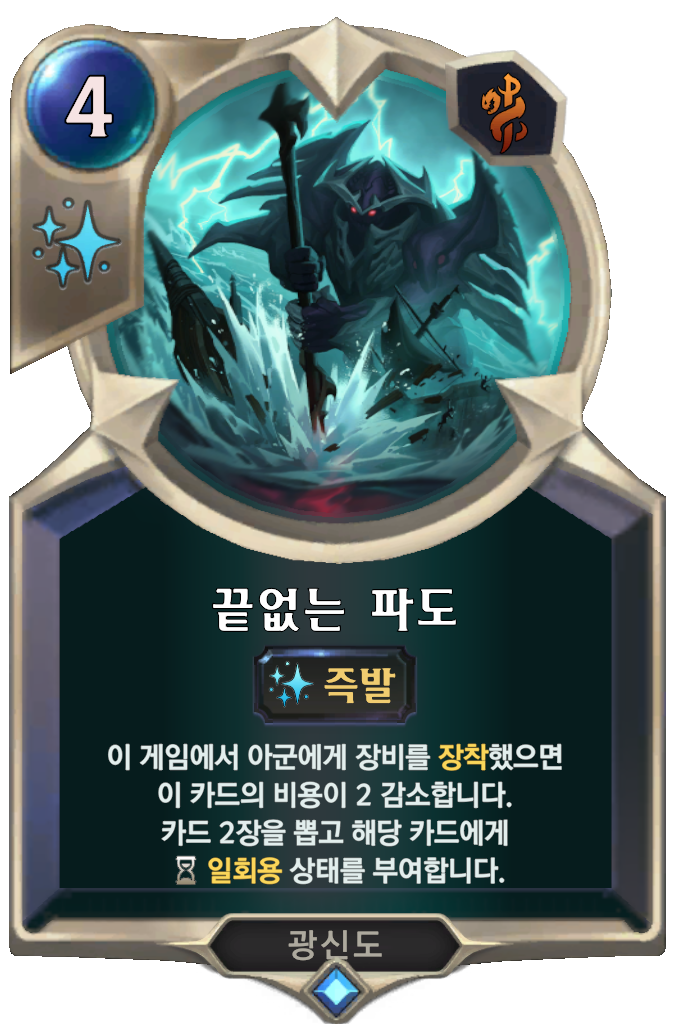 4
끝없는 파도
즉발
이 게임에서 아군에게 장비를 장착했으면
이 카드의 비용이 2 감소합니다.
카드 2장을 뽑고 해당 카드에게
일회용 상태를 부여합니다.
광신도